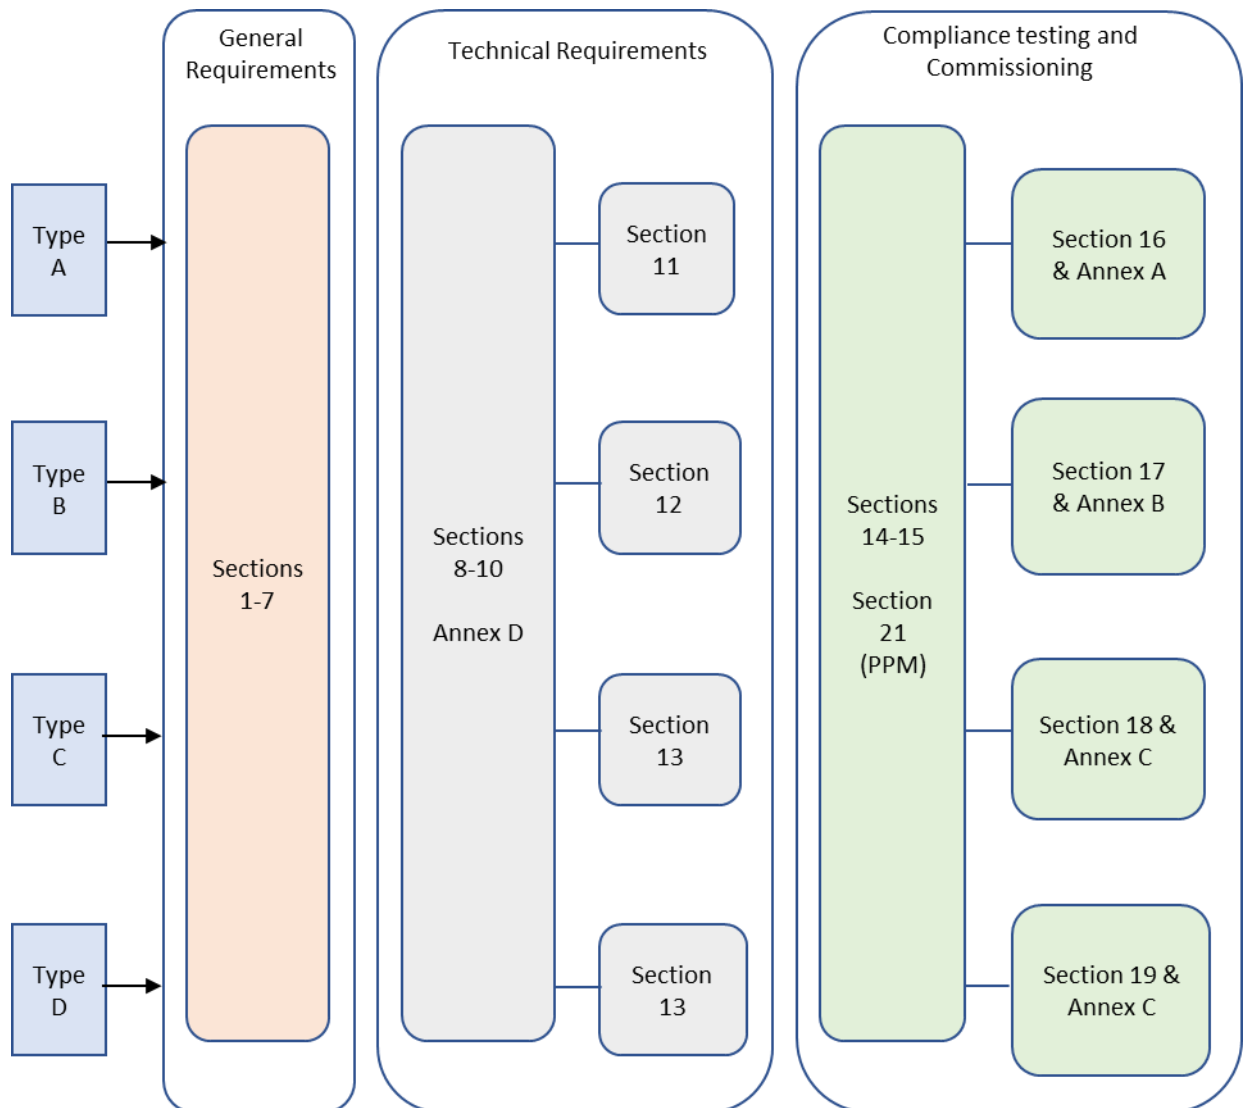 General
Requirements
Technical Requirements
Compliance testing and
Commissioning
Type
A
Type
B
Type
C
Type
D
Sections
1-7
Sections
8-10
Annex D
Section
11
Section
12
Section
13
Section
13
Sections
14-15
Section
21
(PPM)
Section 16
& Annex A
Section 17
& Annex B
Section 18 &
Annex C
Section 19 &
Annex C